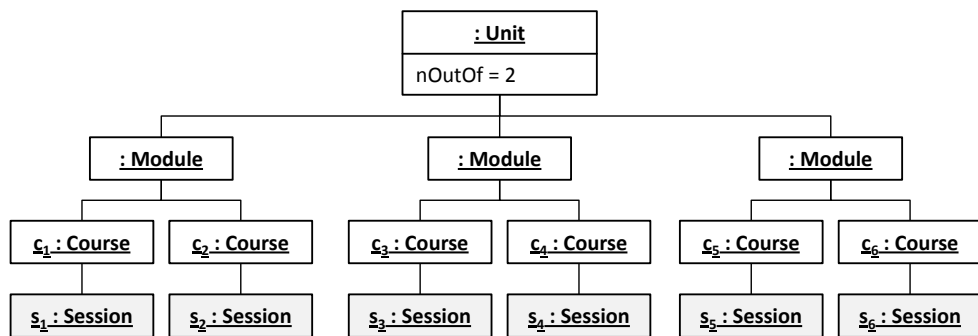 : Unit
nOutOf = 2
: Module : Module : Module
c₁ : Course c₂ : Course c₃ : Course c₄ : Course c₅ : Course c₆ : Course
s₁ : Session s₂ : Session s₃ : Session s₄ : Session s₅ : Session s₆ : Session